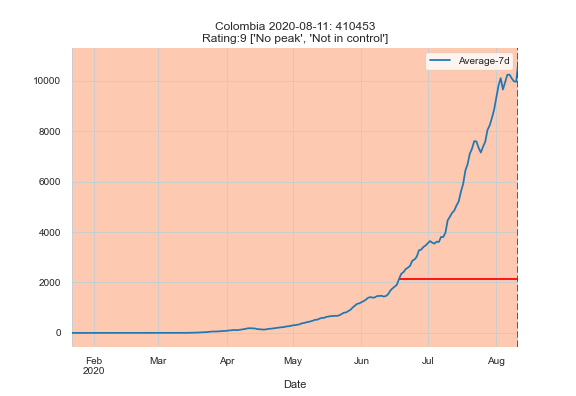 Colombia 2020-08-11: 410453
Rating:9 ['No peak', 'Not in control']
Average-7d
10000
8000
6000
4000
2000
0
Feb Mar Apr May Jun Jul Aug
2020
Date